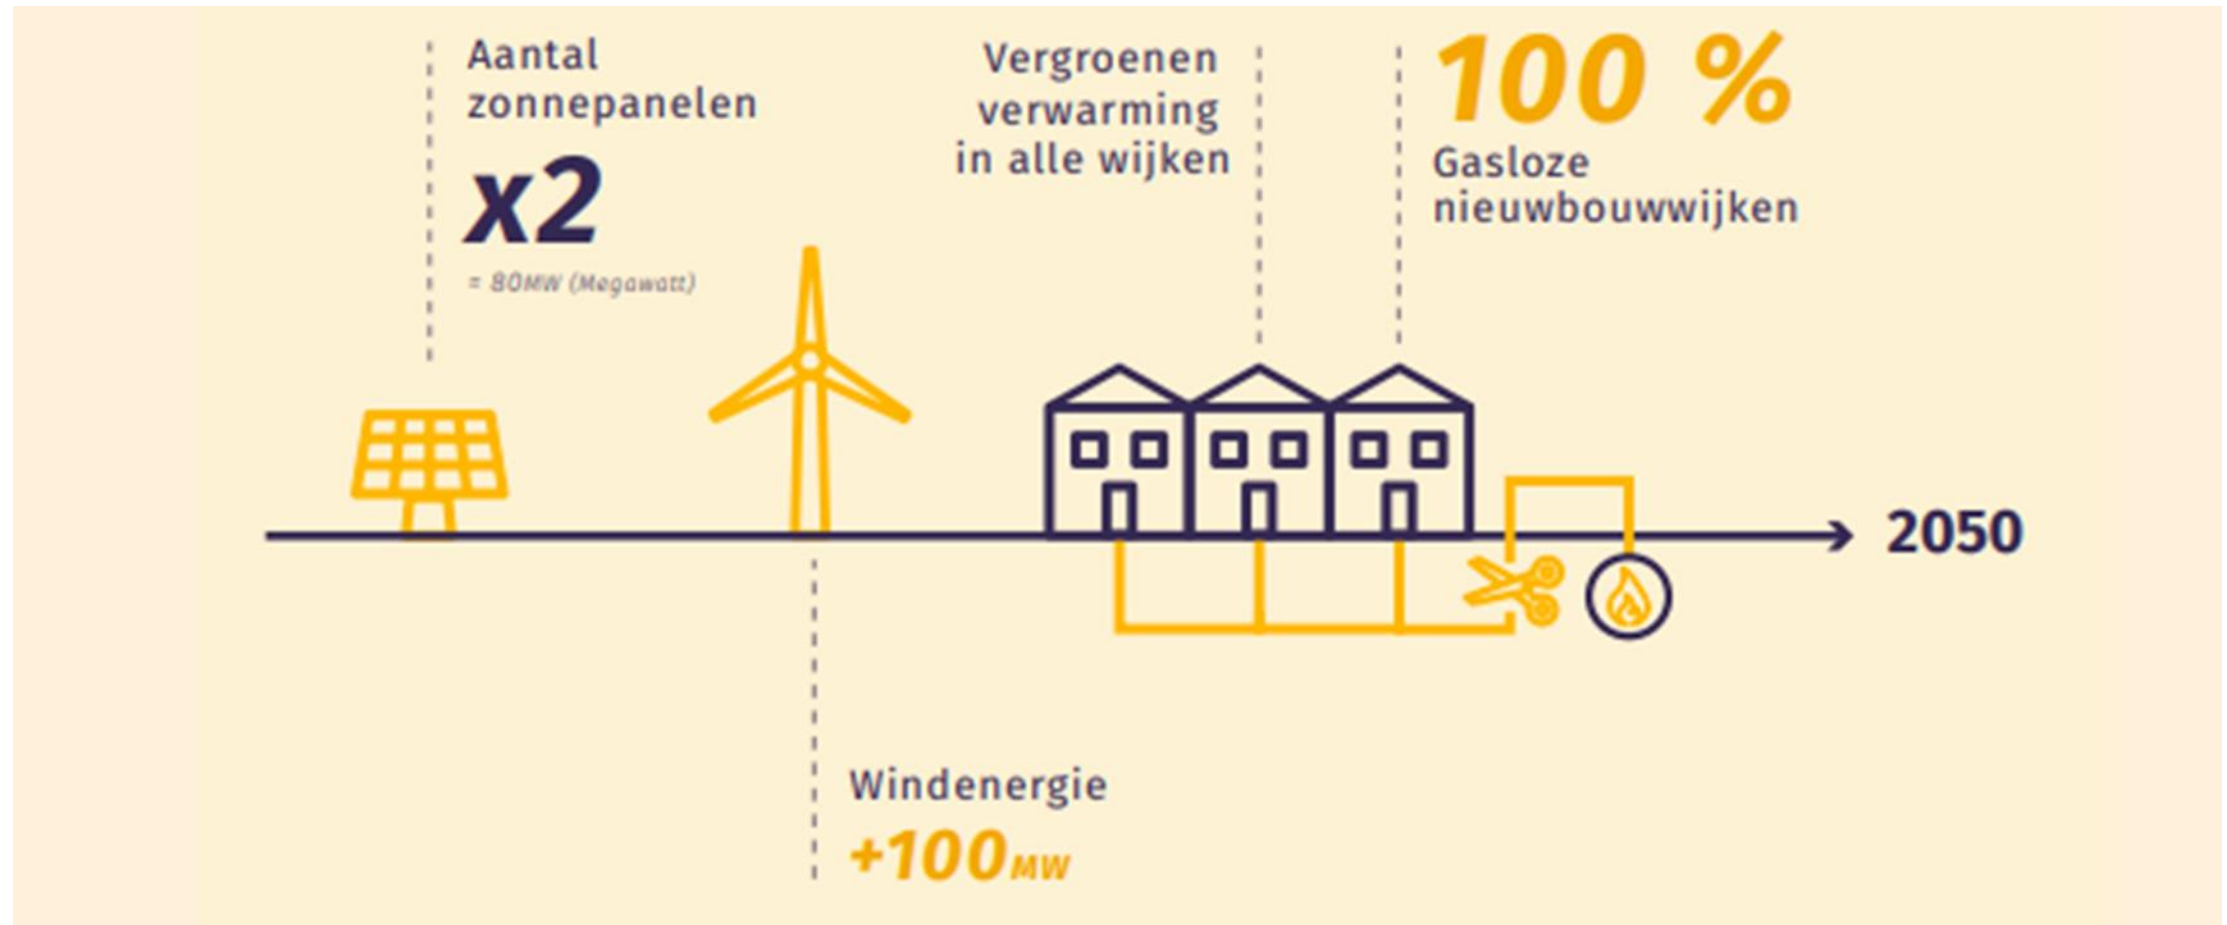 Aantal
zonnepanelen
x2
= 80MW (Megawatt)
Vergroenen
verwarming
in alle wijken
100 %
Gasloze
nieuwbouwwijken
2050
Windenergie
+100MW